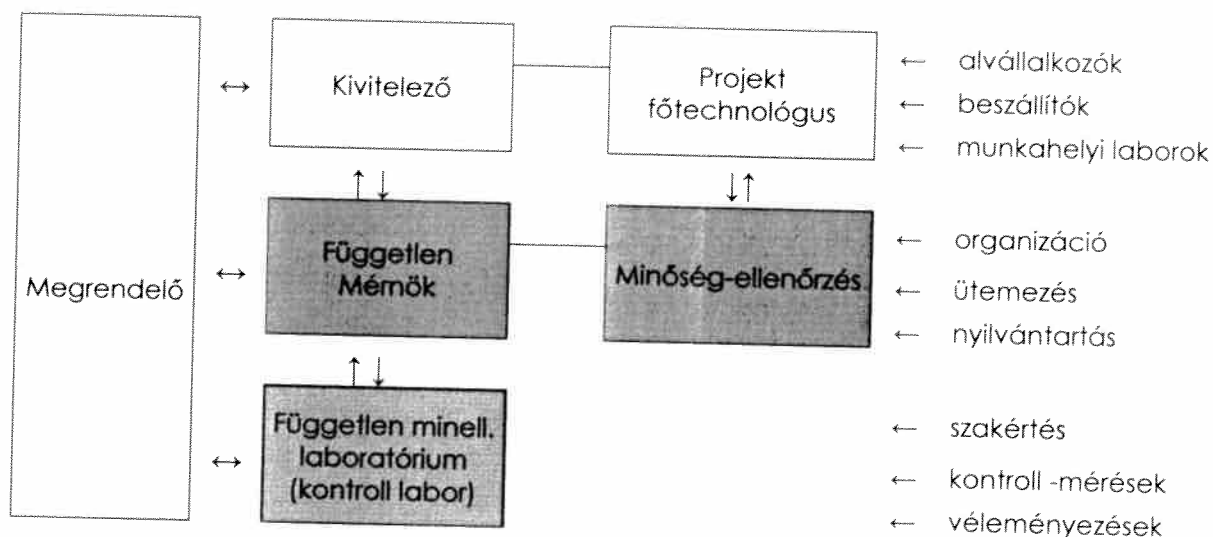 Megrendelő
↔ Kivitelező
Projekt
főtechnológus
← alvállalkozók
← beszállítók
← munkahelyi laborok
↑ ↓
↓ ↑
↔ Független
Mérnök
Minőség-ellenőrzés
← organizáció
← ütemezés
← nyilvántartás
↑ ↓
↔ Független minell.
laboratórium
(kontroll labor)
← szakértés
← kontroll -mérések
← véleményezések